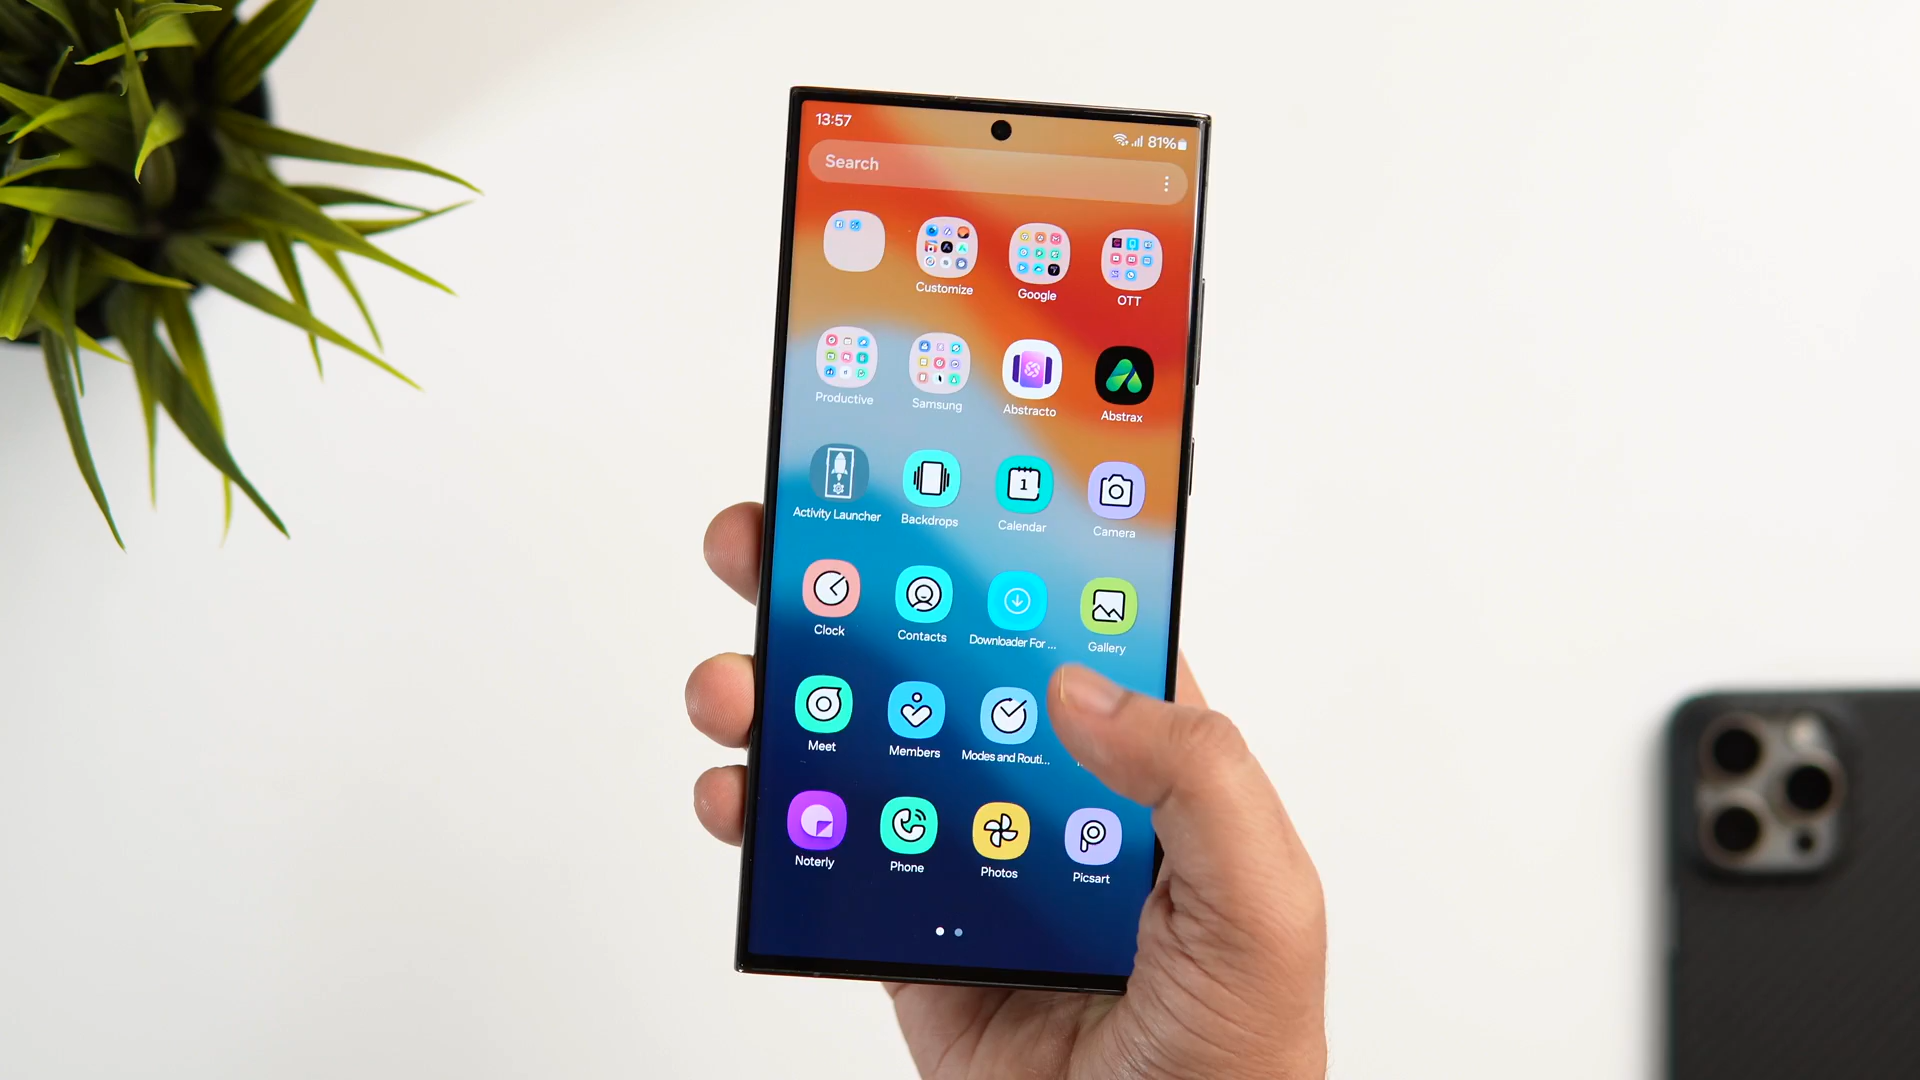 13:57
81%
Search
Customize
Google
OTT
Productive
Samsung
Abstracto
Abstrax
Activity Launcher
Backdrops
Calendar
1
Camera
Clock
Contacts
Downloader For ...
Gallery
Meet
Members
Modes and Routi...
Noterly
Phone
Photos
Picsart